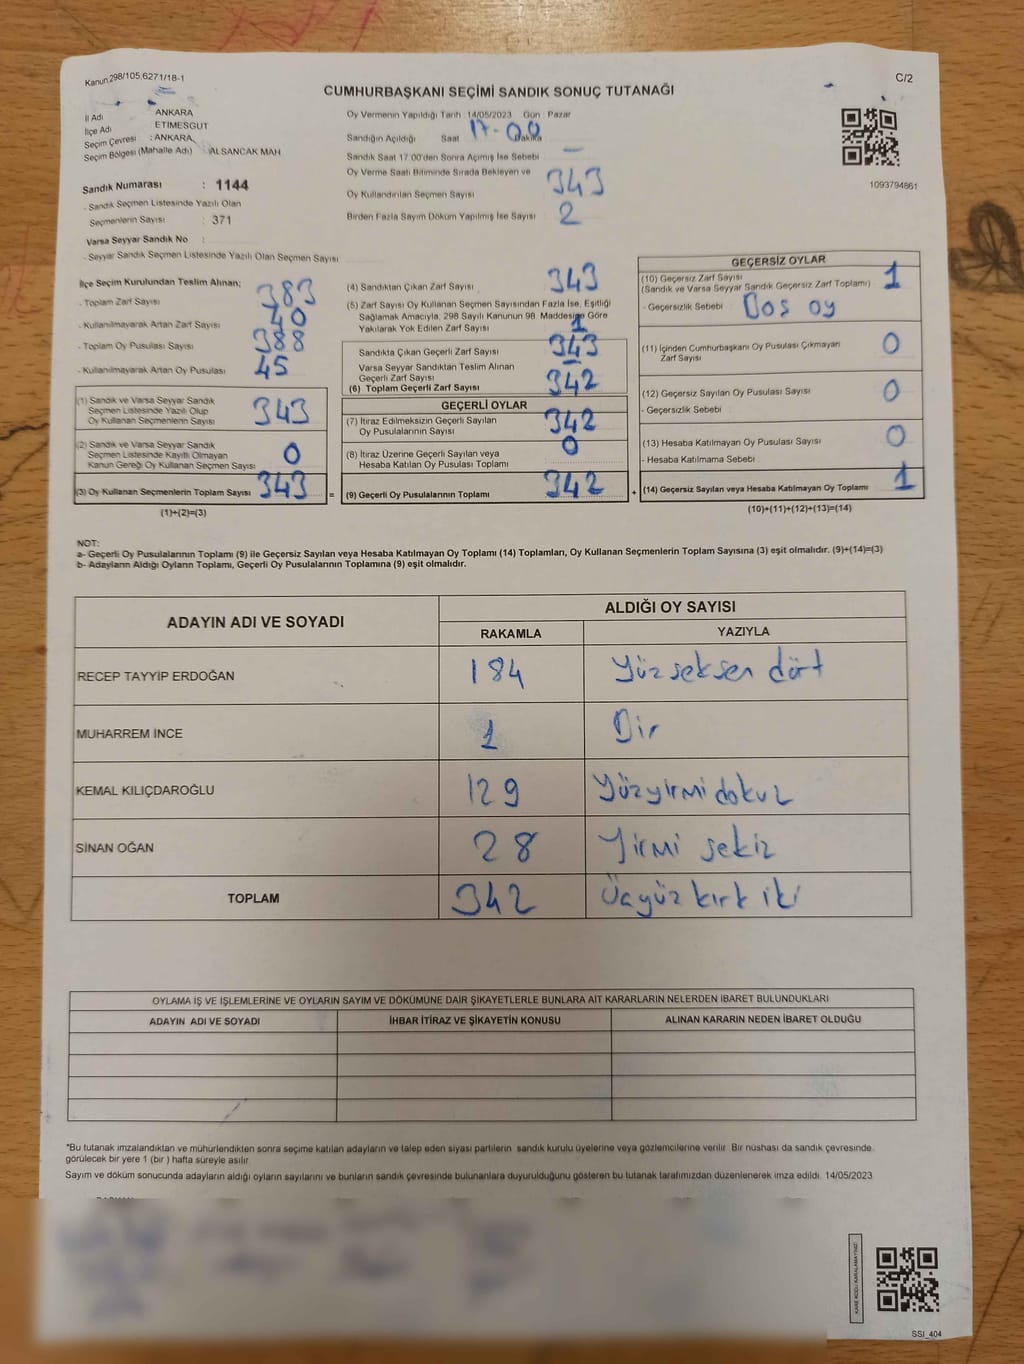 Kanun 298/105,6271/18-1
C/2
CUMHURBAŞKANI SEÇİMİ SANDIK SONUÇ TUTANAĞI
İl Adı ANKARA
İlçe Adı ETİMESGUT
Seçim Çevresi : ANKARA
Seçim Bölgesi (Mahalle Adı) ALSANCAK MAH
Sandık Numarası : 1144
- Sandık Seçmen Listesinde Yazılı Olan
Seçmenlerin Sayısı : 371
Varsa Seyyar Sandık No :
- Seyyar Sandık Seçmen Listesinde Yazılı Olan Seçmen Sayısı
Oy Vermenin Yapıldığı Tarih : 14/05/2023 Gün : Pazar
Sandığın Açıldığı Saat 17-00 Dakika
Sandık Saat 17.00'den Sonra Açımış İse Sebebi —
Oy Verme Saati Bitiminde Sırada Bekleyen ve
Oy Kullandırılan Seçmen Sayısı 343
Birden Fazla Sayım Döküm Yapılmış İse Sayısı 2
1093794861
İlçe Seçim Kurulundan Teslim Alınan;
- Toplam Zarf Sayısı 383
- Kullanılmayarak Artan Zarf Sayısı 40
- Toplam Oy Pusulası Sayısı 388
- Kullanılmayarak Artan Oy Pusulası 45
(1) Sandık ve Varsa Seyyar Sandık
Seçmen Listesinde Yazılı Olup
Oy Kullanan Seçmenlerin Sayısı 343
(2) Sandık ve Varsa Seyyar Sandık
Seçmen Listesinde Kayıtlı Olmayan
Kanun Gereği Oy Kullanan Seçmen Sayısı 0
(3) Oy Kullanan Seçmenlerin Toplam Sayısı 343 =
(1)+(2)=(3)
(4) Sandıktan Çıkan Zarf Sayısı 343
(5) Zarf Sayısı Oy Kullanan Seçmen Sayısından Fazla İse, Eşitliği
Sağlamak Amacıyla, 298 Sayılı Kanunun 98. Maddesine Göre
Yakılarak Yok Edilen Zarf Sayısı 1
Sandıkta Çıkan Geçerli Zarf Sayısı 343
Varsa Seyyar Sandıktan Teslim Alınan —
Geçerli Zarf Sayısı
(6) Toplam Geçerli Zarf Sayısı 342
GEÇERLİ OYLAR
(7) İtiraz Edilmeksizin Geçerli Sayılan
Oy Pusulalarının Sayısı 342
(8) İtiraz Üzerine Geçerli Sayılan veya
Hesaba Katılan Oy Pusulası Toplamı 0
(9) Geçerli Oy Pusulalarının Toplamı 342 +
GEÇERSİZ OYLAR
(10) Geçersiz Zarf Sayısı 1
(Sandık ve Varsa Seyyar Sandık Geçersiz Zarf Toplamı)
- Geçersizlik Sebebi Boş oy
(11) İçinden Cumhurbaşkanı Oy Pusulası Çıkmayan
Zarf Sayısı 0
(12) Geçersiz Sayılan Oy Pusulası Sayısı 0
- Geçersizlik Sebebi
(13) Hesaba Katılmayan Oy Pusulası Sayısı 0
- Hesaba Katılmama Sebebi
(14) Geçersiz Sayılan veya Hesaba Katılmayan Oy Toplamı 1
(10)+(11)+(12)+(13)=(14)
NOT:
a- Geçerli Oy Pusulalarının Toplamı (9) ile Geçersiz Sayılan veya Hesaba Katılmayan Oy Toplamı (14) Toplamları, Oy Kullanan Seçmenlerin Toplam Sayısına (3) eşit olmalıdır. (9)+(14)=(3)
b- Adayların Aldığı Oyların Toplamı, Geçerli Oy Pusulalarının Toplamına (9) eşit olmalıdır.
ADAYIN ADI VE SOYADI
ALDIĞI OY SAYISI
RAKAMLA YAZIYLA
RECEP TAYYİP ERDOĞAN 184 Yüzseksen dört
MUHARREM İNCE 1 Bir
KEMAL KILIÇDAROĞLU 129 Yüzyirmi dokuz
SİNAN OĞAN 28 Yirmi sekiz
TOPLAM 342 Üçyüz kırk iki
OYLAMA İŞ VE İŞLEMLERİNE VE OYLARIN SAYIM VE DÖKÜMÜNE DAİR ŞİKAYETLERLE BUNLARA AİT KARARLARIN NELERDEN İBARET BULUNDUKLARI
ADAYIN ADI VE SOYADI İHBAR İTİRAZ VE ŞİKAYETİN KONUSU ALINAN KARARIN NEDEN İBARET OLDUĞU
*Bu tutanak imzalandıktan ve mühürlendikten sonra seçime katılan adayların ve talep eden siyasi partilerin sandık kurulu üyelerine veya gözlemcilerine verilir. Bir nüshası da sandık çevresinde
görülecek bir yere 1 (bir) hafta süreyle asılır.
Sayım ve döküm sonucunda adayların aldığı oyların sayılarını ve bunların sandık çevresinde bulunanlara duyurulduğunu gösteren bu tutanak tarafımızdan düzenlenerek imza edildi. 14/05/2023
KARE KODU KARALAMAYINIZ!
SSI_404